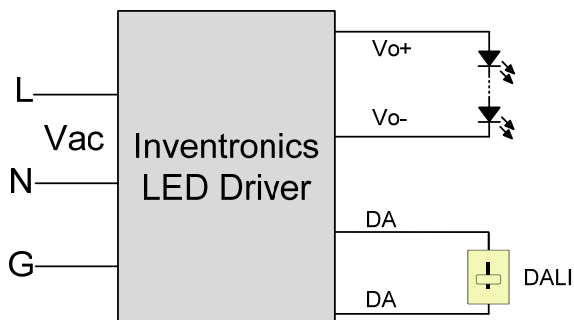 L
Vac
N
G
Inventronics
LED Driver
Vo+
Vo-
DA
DA
DALI